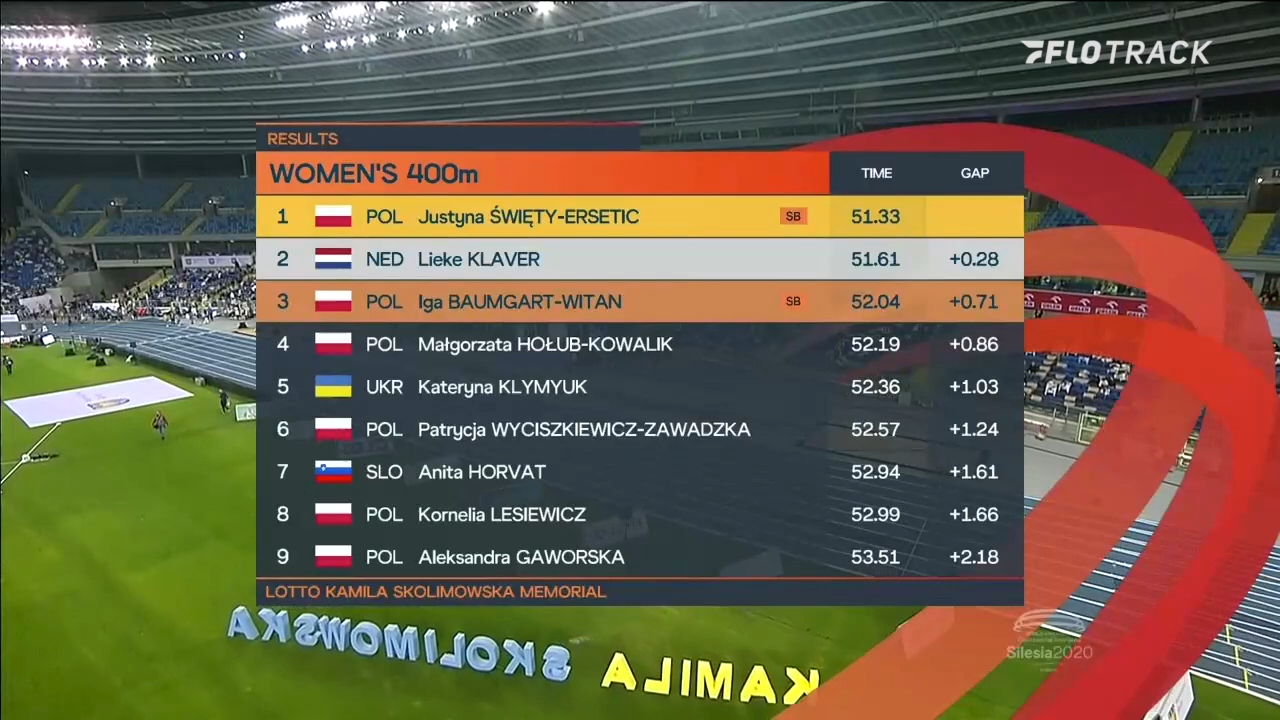 FLOTRACK
RESULTS
WOMEN'S 400m TIME GAP
1 POL Justyna ŚWIĘTY-ERSETIC SB 51.33
2 NED Lieke KLAVER 51.61 +0.28
3 POL Iga BAUMGART-WITAN SB 52.04 +0.71
4 POL Małgorzata HOŁUB-KOWALIK 52.19 +0.86
5 UKR Kateryna KLYMYUK 52.36 +1.03
6 POL Patrycja WYCISZKIEWICZ-ZAWADZKA 52.57 +1.24
7 SLO Anita HORVAT 52.94 +1.61
8 POL Kornelia LESIEWICZ 52.99 +1.66
9 POL Aleksandra GAWORSKA 53.51 +2.18
LOTTO KAMILA SKOLIMOWSKA MEMORIAL
KAMILA SKOLIMOWSKA
Silesia2020